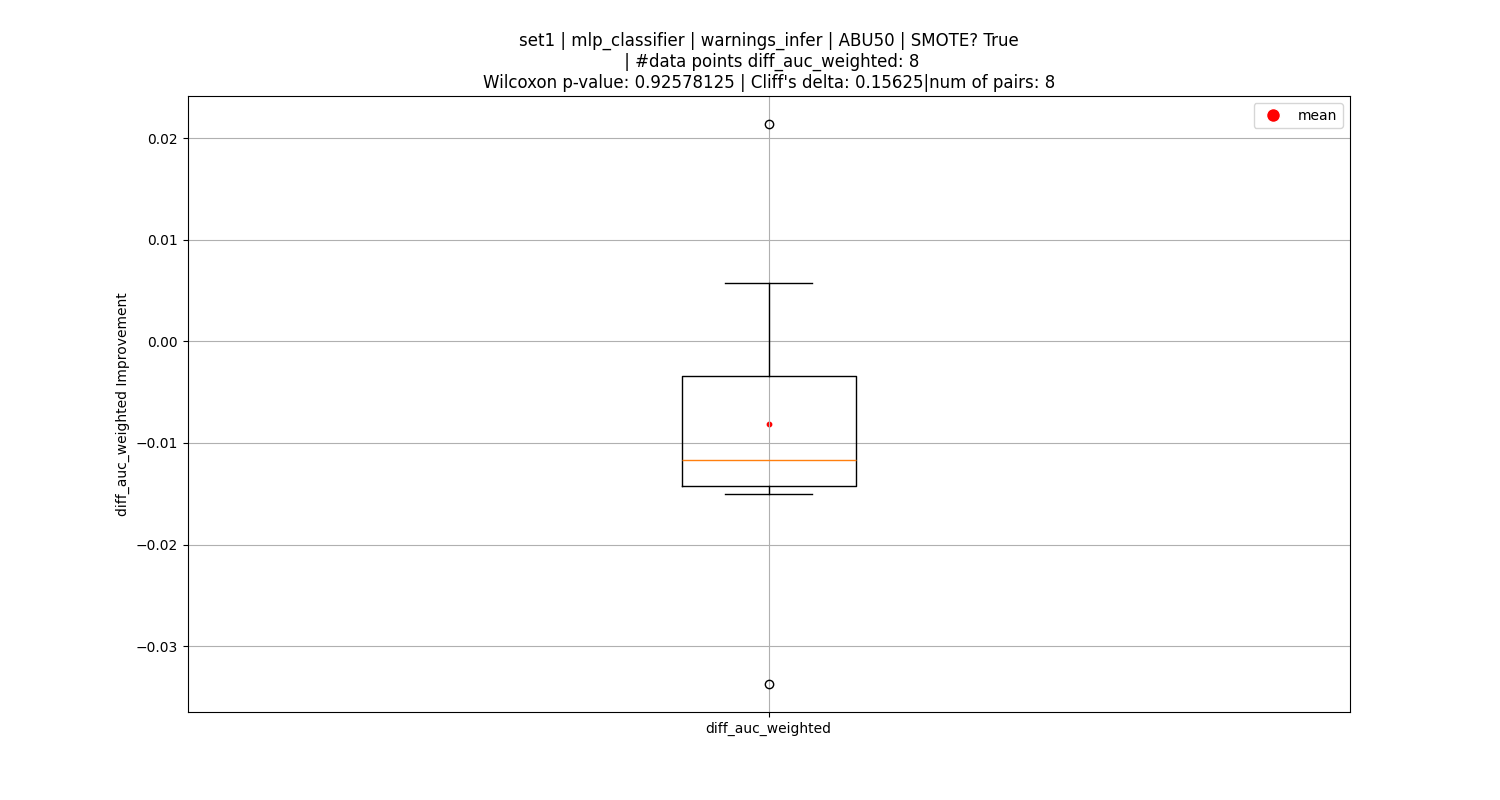 set1 | mlp_classifier | warnings_infer | ABU50 | SMOTE? True
| #data points diff_auc_weighted: 8
Wilcoxon p-value: 0.92578125 | Cliff's delta: 0.15625|num of pairs: 8
mean
0.02
0.01
0.00
−0.01
−0.02
−0.03
diff_auc_weighted Improvement
diff_auc_weighted